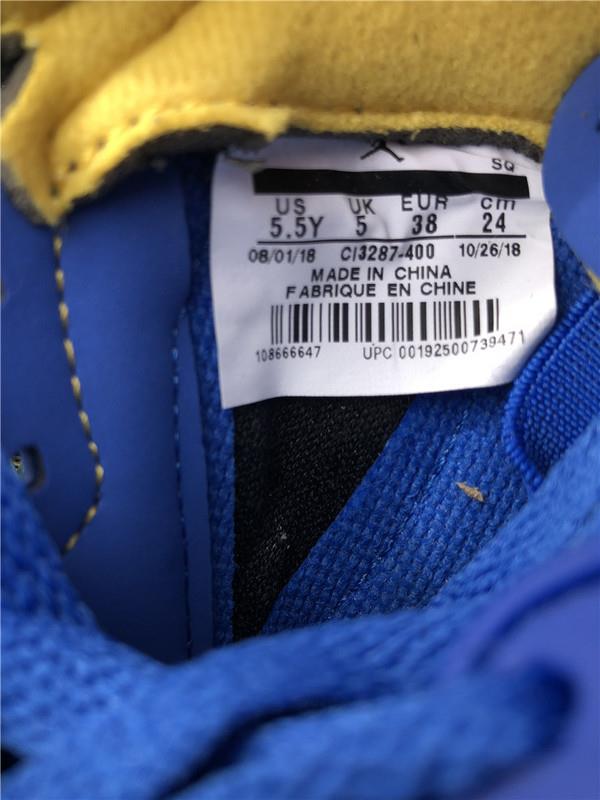 SQ
US UK EUR cm
5.5Y 5 38 24
08/01/18 CI3287-400 10/26/18
MADE IN CHINA
FABRIQUE EN CHINE
108666647 UPC 00192500739471